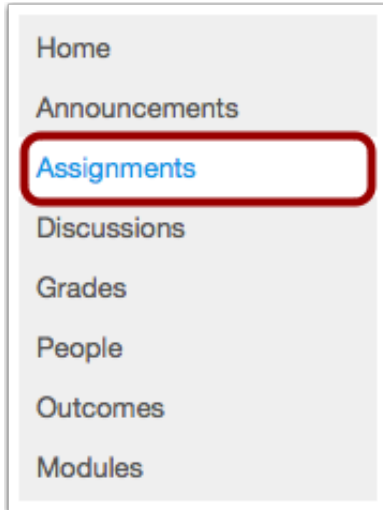 Home
Announcements
Assignments
Discussions
Grades
People
Outcomes
Modules